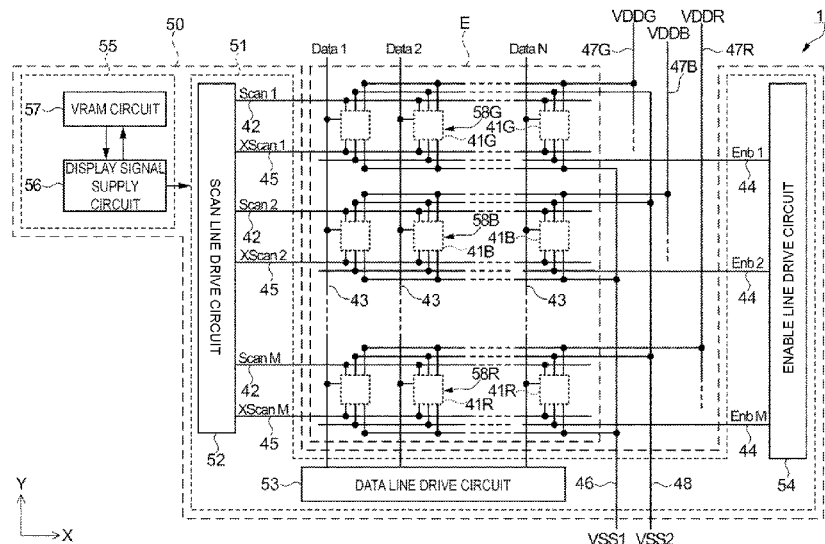 VDDG VDDR
55 50 51 E VDDB 1
Data 1 Data 2 Data N 47G 47B 47R
57 VRAM CIRCUIT
Scan 1
42 58G 41G
41G
XScan 1
45 Enb 1
44
56 DISPLAY SIGNAL SUPPLY CIRCUIT
SCAN LINE DRIVE CIRCUIT
Scan 2
42 58B 41B
41B
XScan 2
45 Enb 2
44
43 43 43
ENABLE LINE DRIVE CIRCUIT
Scan M
42 58R 41R
41R
XScan M
45 Enb M
44
52 54
53 DATA LINE DRIVE CIRCUIT 46 48
Y
X
VSS1 VSS2